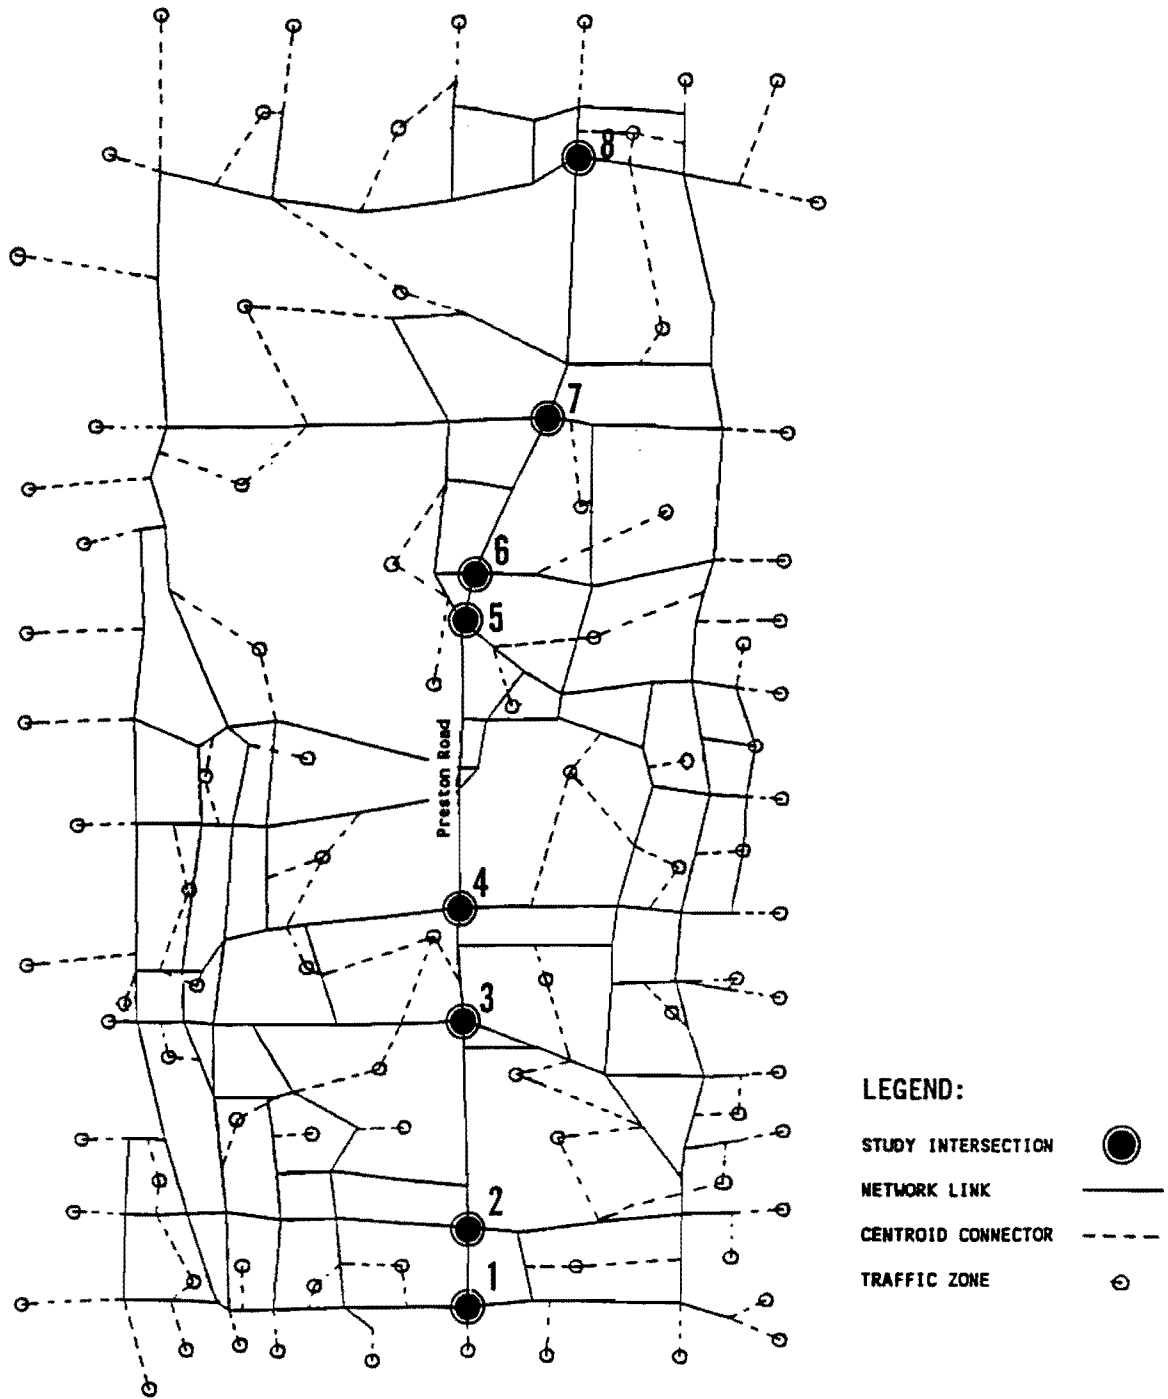 8
7
6
5
Preston Road
4
3
2
1
LEGEND:
STUDY INTERSECTION
NETWORK LINK
CENTROID CONNECTOR
TRAFFIC ZONE